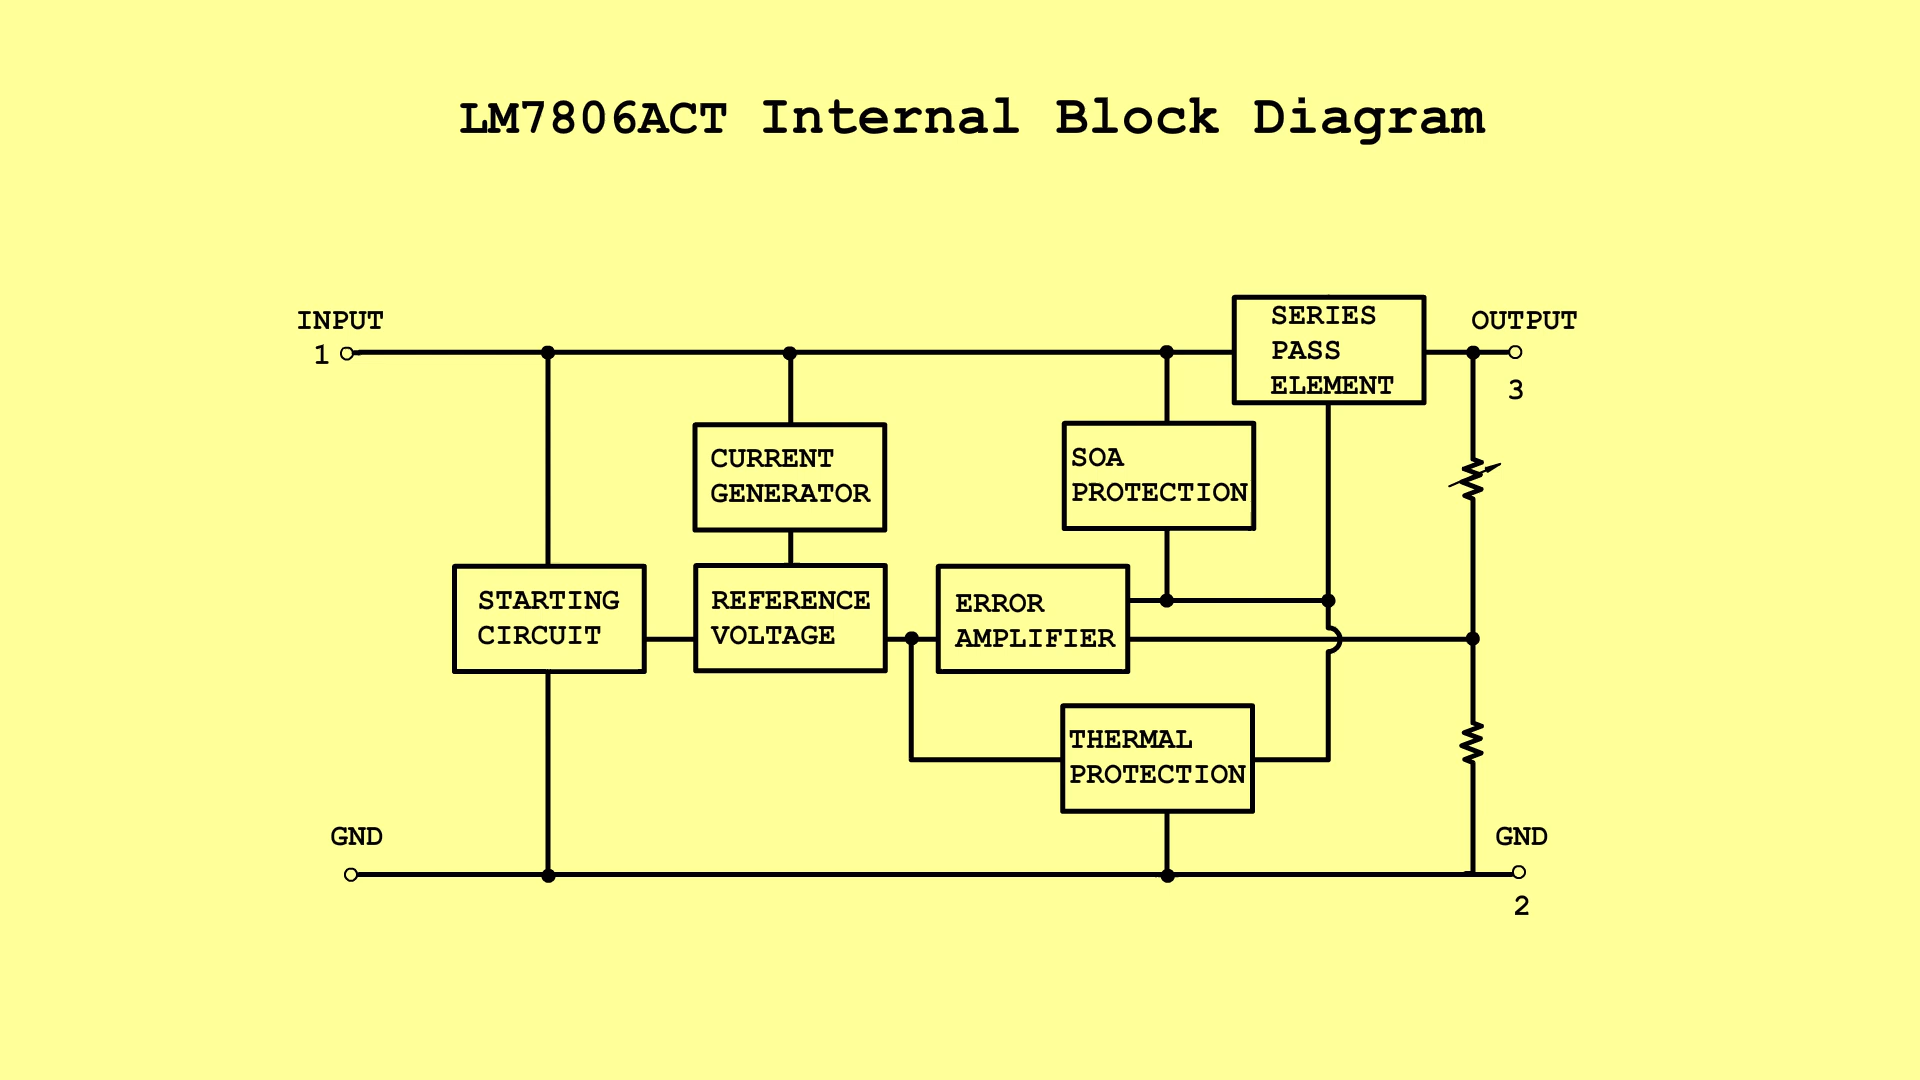 LM7806ACT Internal Block Diagram
INPUT
1
SERIES
PASS
ELEMENT
OUTPUT
3
CURRENT
GENERATOR
SOA
PROTECTION
STARTING
CIRCUIT
REFERENCE
VOLTAGE
ERROR
AMPLIFIER
THERMAL
PROTECTION
GND
GND
2